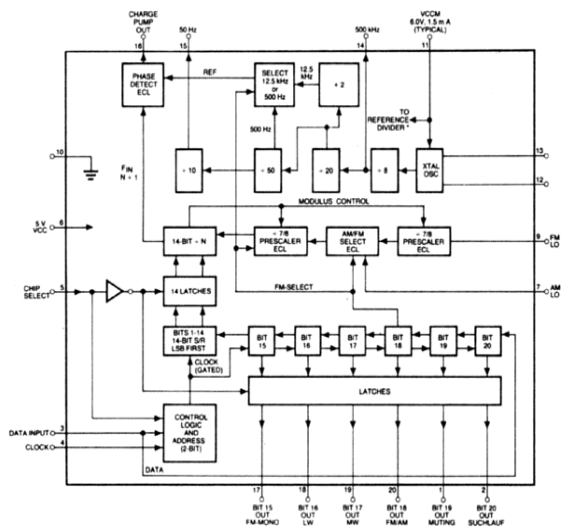 CHARGE
PUMP
OUT
16
50 Hz
15
500 kHz
14
VCCM
6.0V, 1.5 m A
(TYPICAL)
11
PHASE
DETECT
ECL
REF
SELECT
12.5 kHz
or
500 Hz
12.5
kHz
÷ 2
TO
REFERENCE
DIVIDER *
500 Hz
10
FIN
N + 1
÷ 10
÷ 50
÷ 20
÷ 8
XTAL
OSC
13
12
MODULUS CONTROL
5 V
VCC
6
14-BIT ÷ N
÷ 7/8
PRESCALER
ECL
AM/FM
SELECT
ECL
÷ 7/8
PRESCALER
ECL
9
FM
LO
7
AM
LO
CHIP
SELECT
5
14 LATCHES
FM-SELECT
BITS 1-14
14-BIT S/R
LSB FIRST
BIT
15
BIT
16
BIT
17
BIT
18
BIT
19
BIT
20
CLOCK
(GATED)
LATCHES
CONTROL
LOGIC
AND
ADDRESS
(2-BIT)
DATA INPUT
3
CLOCK
4
DATA
17
18
19
20
1
2
BIT 15
OUT
FM-MONO
BIT 16
OUT
LW
BIT 17
OUT
MW
BIT 18
OUT
FM/AM
BIT 19
OUT
MUTING
BIT 20
OUT
SUCHLAUF